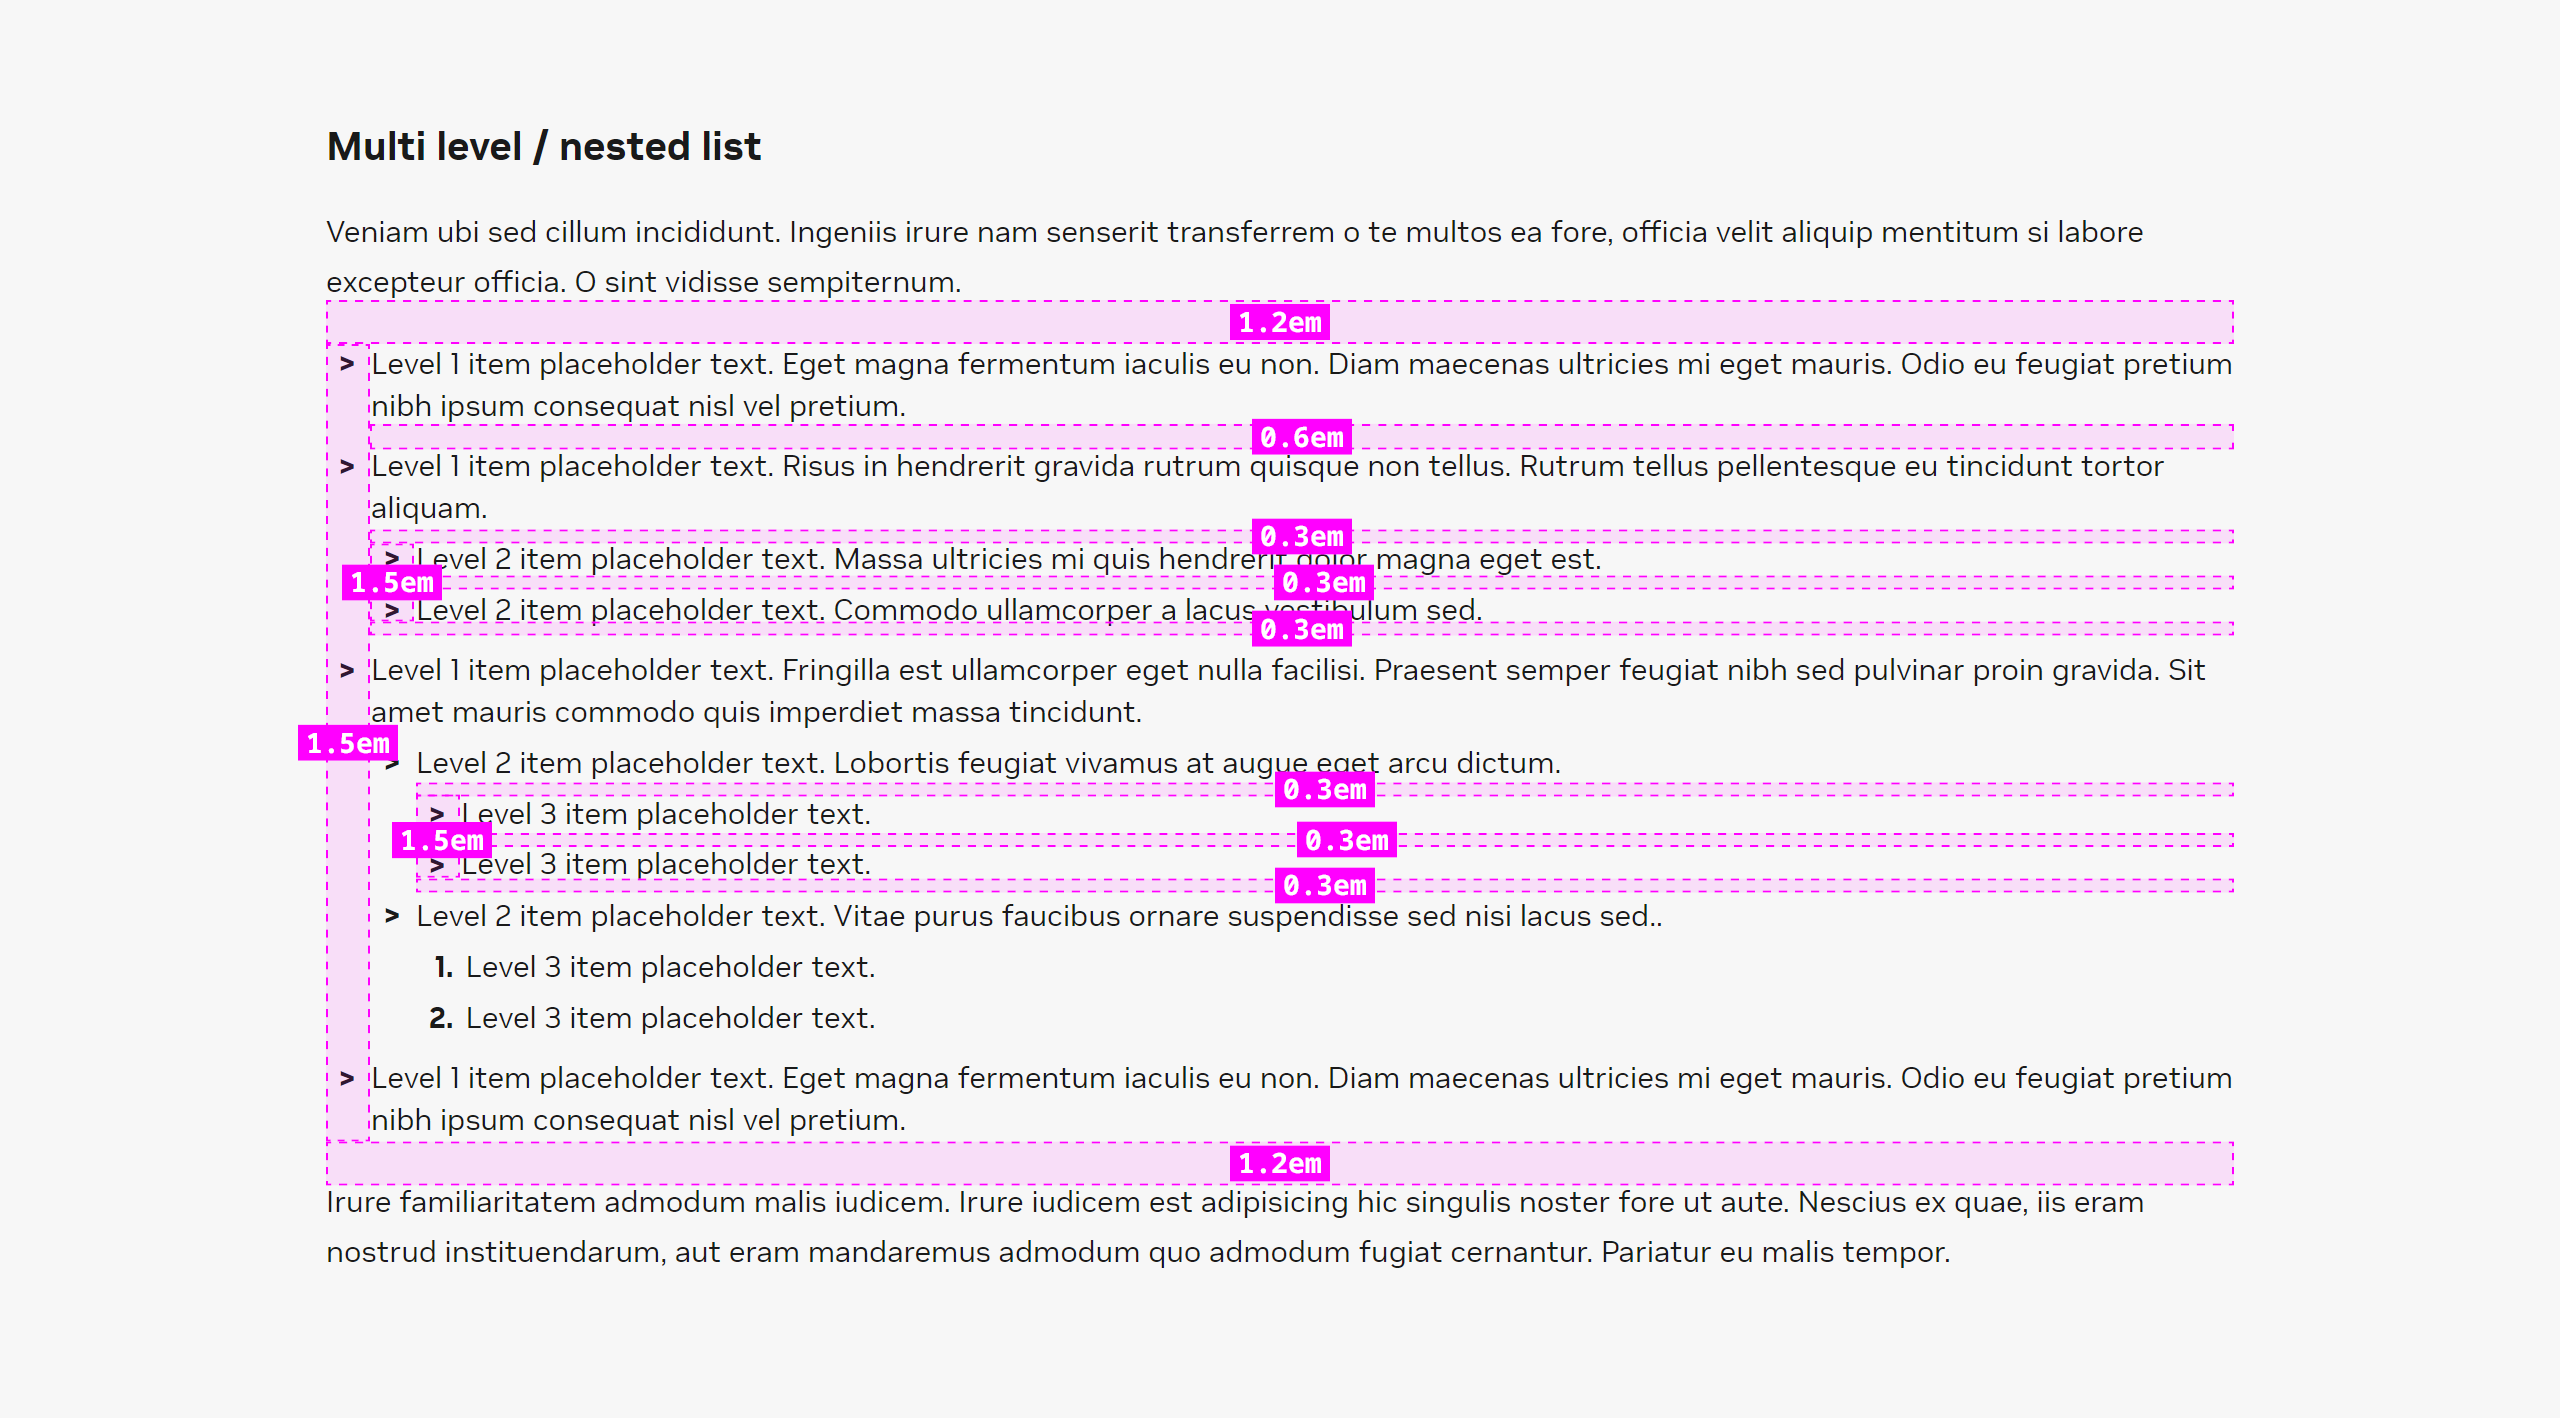 Multi level / nested list
Veniam ubi sed cillum incididunt. Ingeniis irure nam senserit transferrem o te multos ea fore, officia velit aliquip mentitum si labore
excepteur officia. O sint vidisse sempiternum.
1.2em
> Level 1 item placeholder text. Eget magna fermentum iaculis eu non. Diam maecenas ultricies mi eget mauris. Odio eu feugiat pretium
nibh ipsum consequat nisl vel pretium.
0.6em
> Level 1 item placeholder text. Risus in hendrerit gravida rutrum quisque non tellus. Rutrum tellus pellentesque eu tincidunt tortor
aliquam.
0.3em
> Level 2 item placeholder text. Massa ultricies mi quis hendrerit dolor magna eget est.
1.5em 0.3em
> Level 2 item placeholder text. Commodo ullamcorper a lacus vestibulum sed.
0.3em
> Level 1 item placeholder text. Fringilla est ullamcorper eget nulla facilisi. Praesent semper feugiat nibh sed pulvinar proin gravida. Sit
amet mauris commodo quis imperdiet massa tincidunt.
1.5em
> Level 2 item placeholder text. Lobortis feugiat vivamus at augue eget arcu dictum.
0.3em
> Level 3 item placeholder text.
1.5em 0.3em
> Level 3 item placeholder text.
0.3em
> Level 2 item placeholder text. Vitae purus faucibus ornare suspendisse sed nisi lacus sed..
1. Level 3 item placeholder text.
2. Level 3 item placeholder text.
> Level 1 item placeholder text. Eget magna fermentum iaculis eu non. Diam maecenas ultricies mi eget mauris. Odio eu feugiat pretium
nibh ipsum consequat nisl vel pretium.
1.2em
Irure familiaritatem admodum malis iudicem. Irure iudicem est adipisicing hic singulis noster fore ut aute. Nescius ex quae, iis eram
nostrud instituendarum, aut eram mandaremus admodum quo admodum fugiat cernantur. Pariatur eu malis tempor.